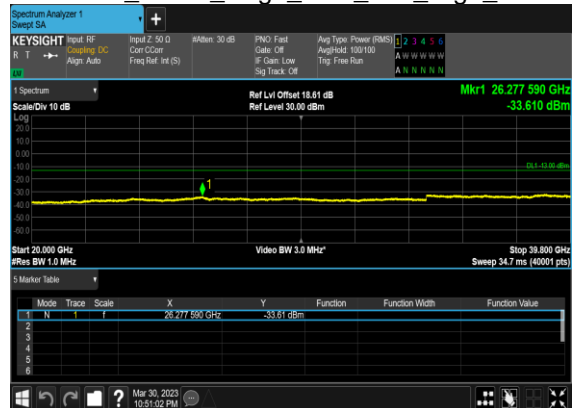 Spectrum Analyzer 1
Swept SA
KEYSIGHT Input: RF Input Z: 50 Ω #Atten: 30 dB PNO: Fast Avg Type: Power (RMS) 1 2 3 4 5 6
R T Coupling: DC Corr CCorr Gate: Off Avg|Hold: 100/100 A W W W W W
Align: Auto Freq Ref: Int (S) IF Gain: Low Trig: Free Run
LW Sig Track: Off A N N N N N
1 Spectrum Ref Lvl Offset 18.61 dB Mkr1 26.277 590 GHz
Scale/Div 10 dB Ref Level 30.00 dBm -33.610 dBm
Log
20.0
10.0
0.00
-10.0 DL1 -13.00 dBm
-20.0
-30.0 1
-40.0
-50.0
-60.0
Start 20.000 GHz Video BW 3.0 MHz* Stop 39.800 GHz
#Res BW 1.0 MHz Sweep 34.7 ms (40001 pts)
5 Marker Table
Mode Trace Scale X Y Function Function Width Function Value
1 N 1 f 26.277 590 GHz -33.61 dBm
2
3
4
5
6
Mar 30, 2023
10:51:02 PM